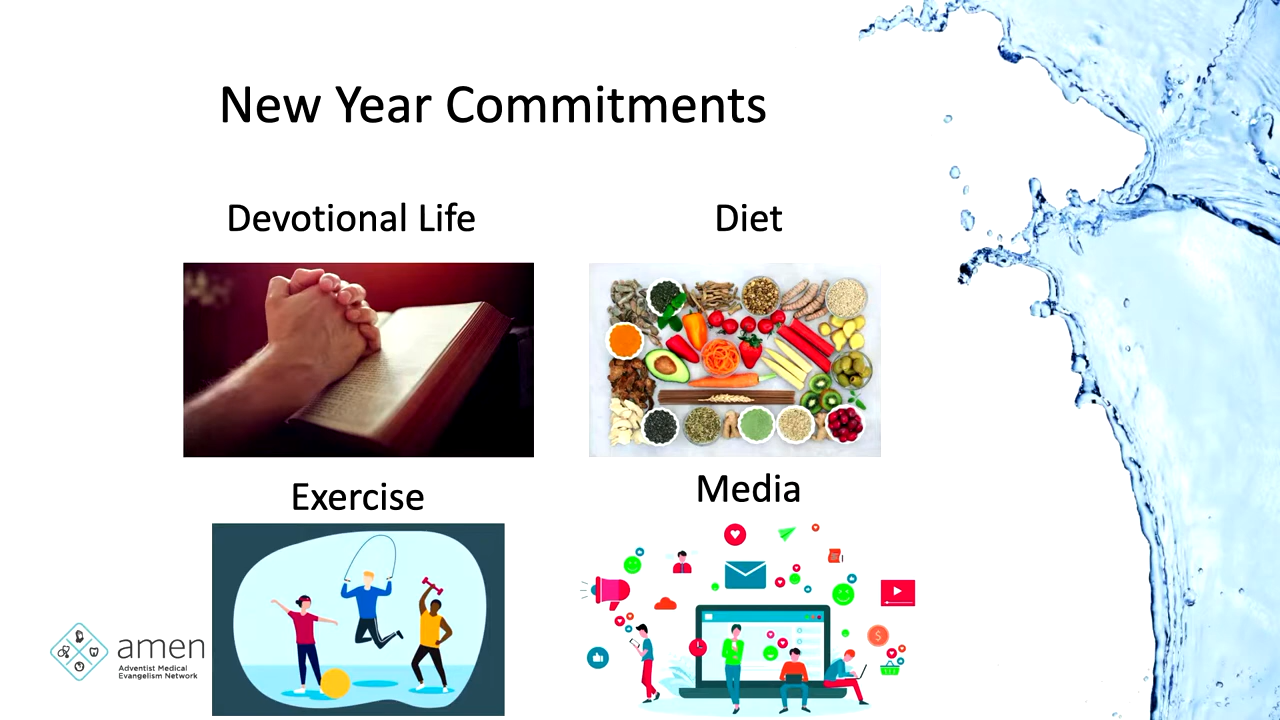 New Year Commitments
Devotional Life
Diet
Exercise
Media
amen
Adventist Medical
Evangelism Network